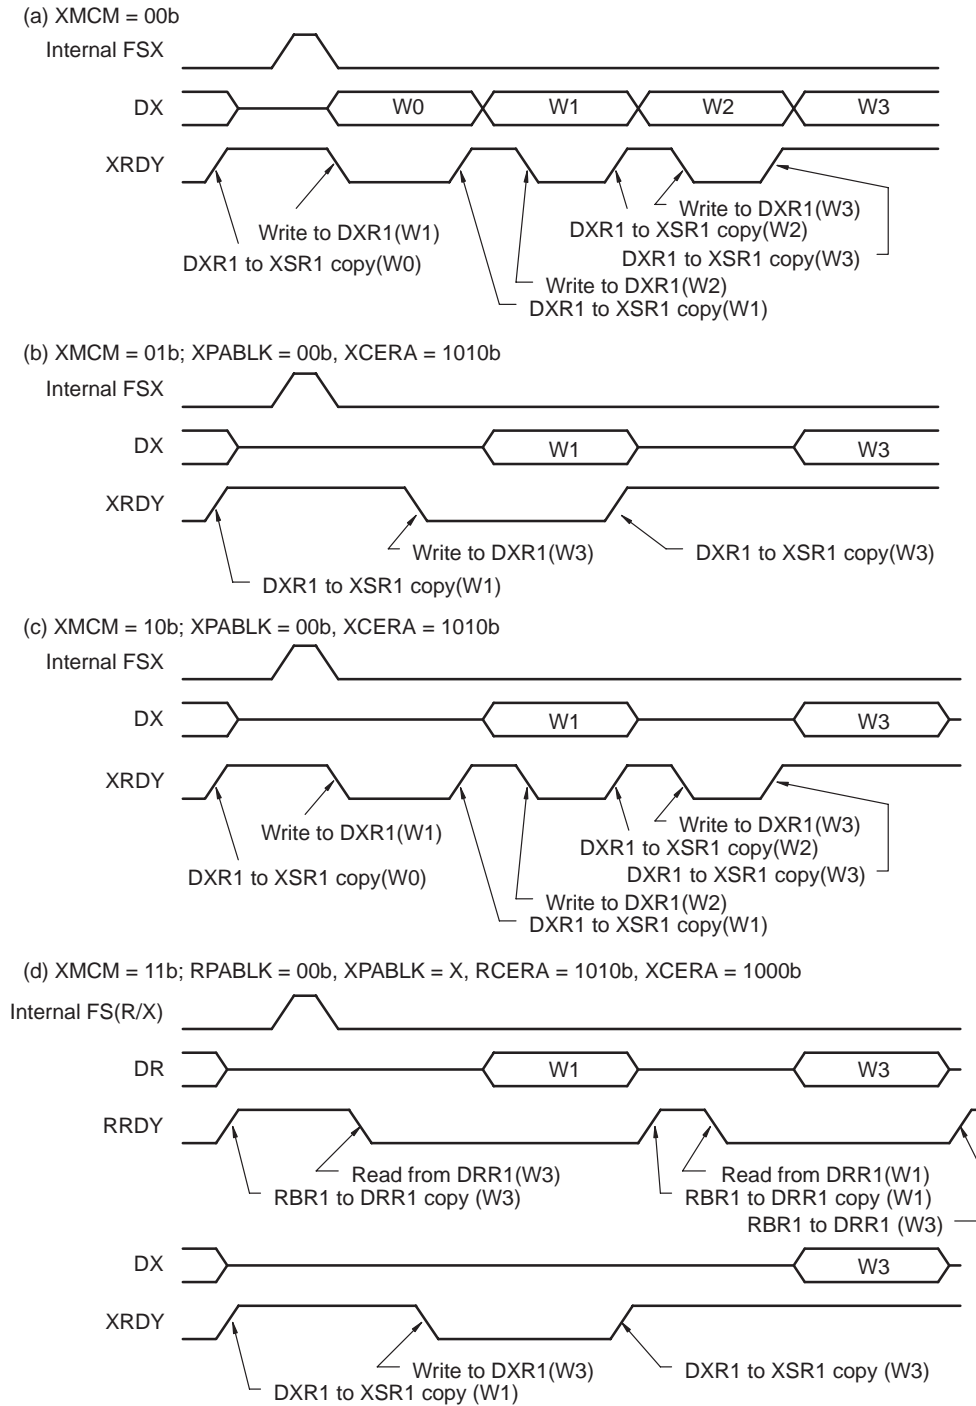 (a) XMCM = 00b
Internal FSX
DX
W0
W1
W2
W3
XRDY
Write to DXR1(W1)
DXR1 to XSR1 copy(W0)
Write to DXR1(W3)
DXR1 to XSR1 copy(W2)
DXR1 to XSR1 copy(W3)
Write to DXR1(W2)
DXR1 to XSR1 copy(W1)
(b) XMCM = 01b; XPABLK = 00b, XCERA = 1010b
Internal FSX
DX
W1
W3
XRDY
Write to DXR1(W3)
DXR1 to XSR1 copy(W3)
DXR1 to XSR1 copy(W1)
(c) XMCM = 10b; XPABLK = 00b, XCERA = 1010b
Internal FSX
DX
W1
W3
XRDY
Write to DXR1(W1)
DXR1 to XSR1 copy(W0)
Write to DXR1(W3)
DXR1 to XSR1 copy(W2)
DXR1 to XSR1 copy(W3)
Write to DXR1(W2)
DXR1 to XSR1 copy(W1)
(d) XMCM = 11b; RPABLK = 00b, XPABLK = X, RCERA = 1010b, XCERA = 1000b
Internal FS(R/X)
DR
W1
W3
RRDY
Read from DRR1(W3)
RBR1 to DRR1 copy (W3)
Read from DRR1(W1)
RBR1 to DRR1 copy (W1)
RBR1 to DRR1 (W3)
DX
W3
XRDY
Write to DXR1(W3)
DXR1 to XSR1 copy (W1)
DXR1 to XSR1 copy (W3)